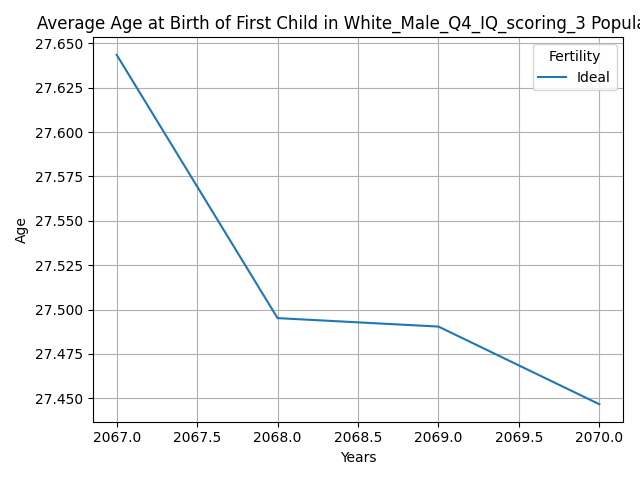 Average Age at Birth of First Child in White_Male_Q4_IQ_scoring_3 Popula
27.650
27.625
27.600
27.575
27.550
27.525
27.500
27.475
27.450
Age
Fertility
Ideal
2067.0 2067.5 2068.0 2068.5 2069.0 2069.5 2070.0
Years